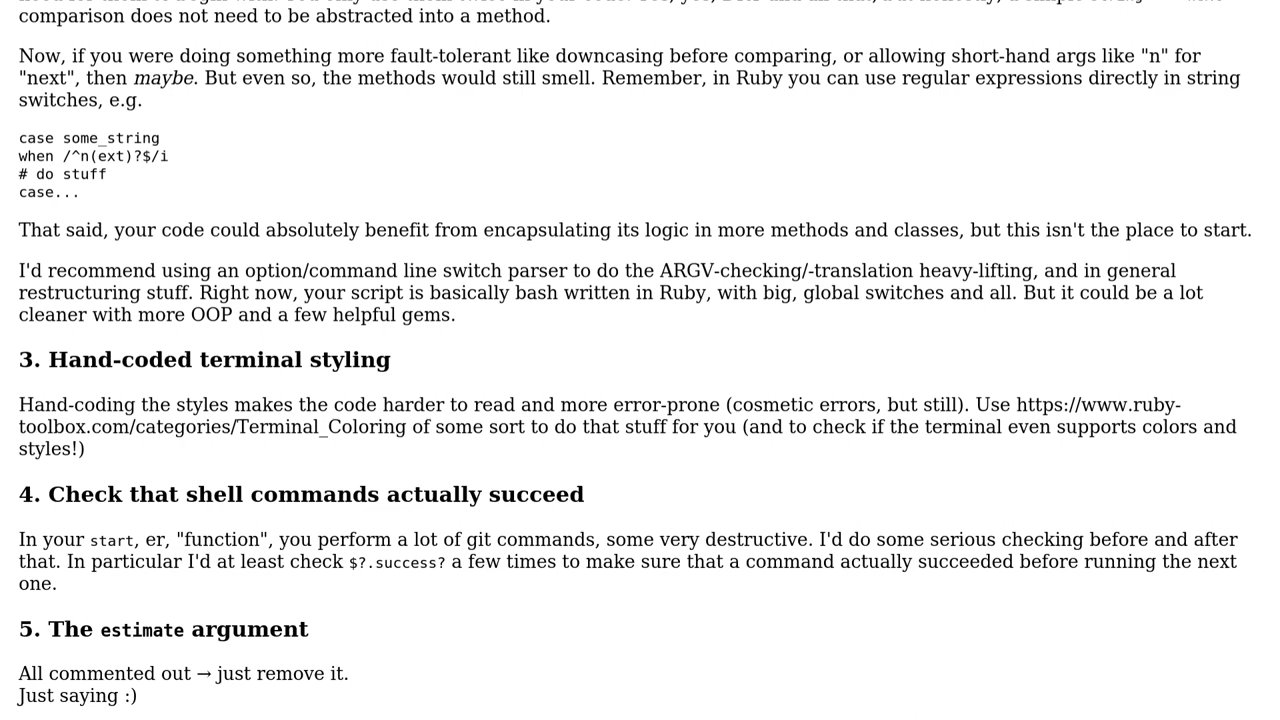 comparison does not need to be abstracted into a method.
Now, if you were doing something more fault-tolerant like downcasing before comparing, or allowing short-hand args like "n" for
"next", then maybe. But even so, the methods would still smell. Remember, in Ruby you can use regular expressions directly in string
switches, e.g.
case some_string
when /^n(ext)?$/i
# do stuff
case...
That said, your code could absolutely benefit from encapsulating its logic in more methods and classes, but this isn't the place to start.
I'd recommend using an option/command line switch parser to do the ARGV-checking/-translation heavy-lifting, and in general
restructuring stuff. Right now, your script is basically bash written in Ruby, with big, global switches and all. But it could be a lot
cleaner with more OOP and a few helpful gems.
3. Hand-coded terminal styling
Hand-coding the styles makes the code harder to read and more error-prone (cosmetic errors, but still). Use https://www.ruby-
toolbox.com/categories/Terminal_Coloring of some sort to do that stuff for you (and to check if the terminal even supports colors and
styles!)
4. Check that shell commands actually succeed
In your start, er, "function", you perform a lot of git commands, some very destructive. I'd do some serious checking before and after
that. In particular I'd at least check $?.success? a few times to make sure that a command actually succeeded before running the next
one.
5. The estimate argument
All commented out → just remove it.
Just saying :)